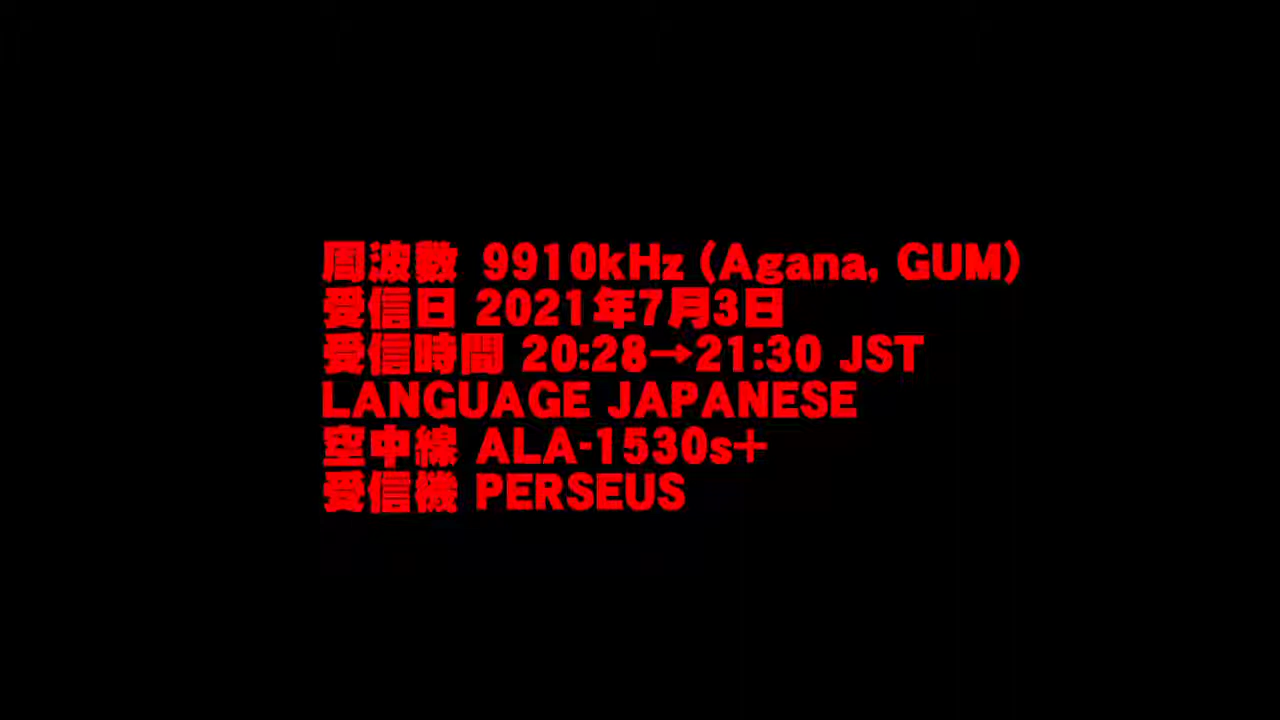 周波数 9910kHz (Agana, GUM)
受信日 2021年7月3日
受信時間 20:28→21:30 JST
LANGUAGE JAPANESE
空中線 ALA-1530s+
受信機 PERSEUS